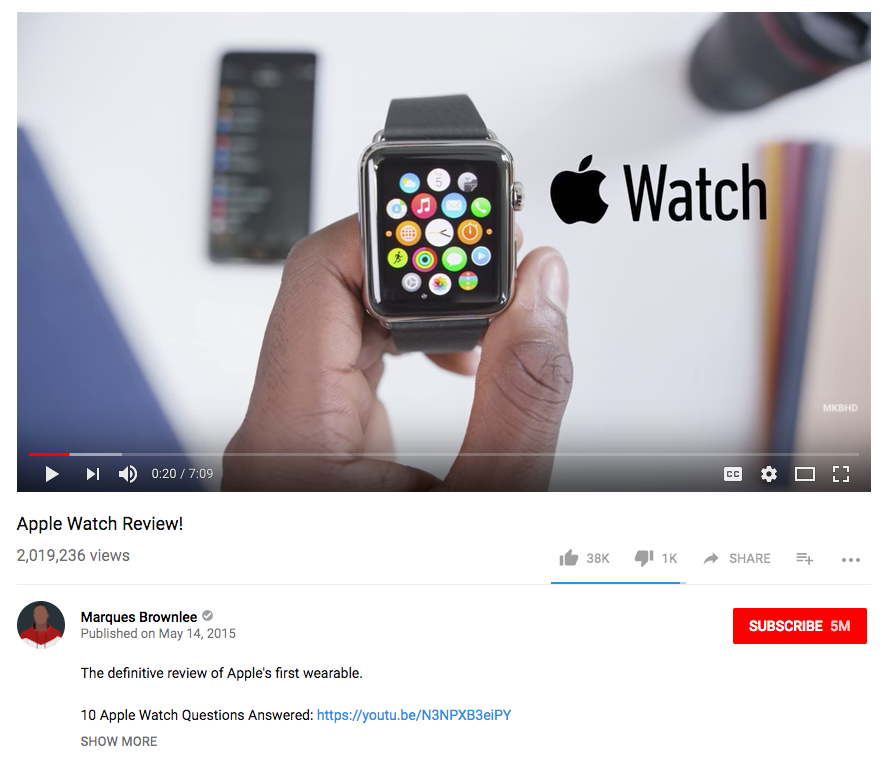 5
Watch
MKBHD
0:20 / 7:09
CC
Apple Watch Review!
2,019,236 views
38K
1K
SHARE
Marques Brownlee
Published on May 14, 2015
SUBSCRIBE 5M
The definitive review of Apple's first wearable.
10 Apple Watch Questions Answered: https://youtu.be/N3NPXB3eiPY
SHOW MORE